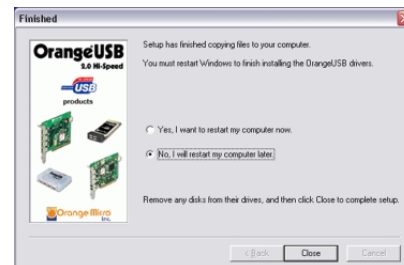 Finished
OrangeUSB
2.0 Hi-Speed
USB
products
Orange Micro
Inc.
Setup has finished copying files to your computer.
You must restart Windows to finish installing the OrangeUSB drivers.
Yes, I want to restart my computer now.
No, I will restart my computer later.
Remove any disks from their drives, and then click Close to complete setup.
< Back
Close
Cancel